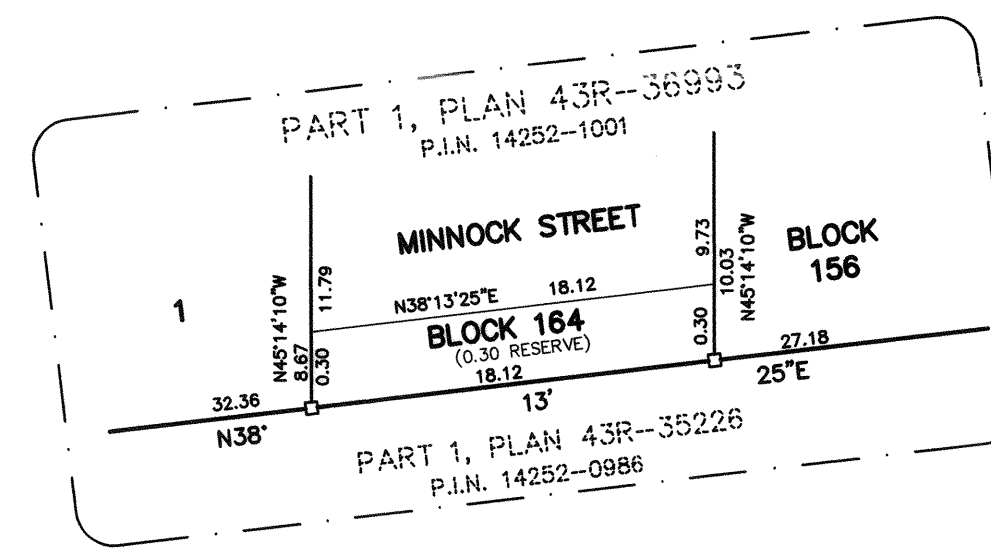 PART 1, PLAN 43R--36993
P.I.N. 14252--1001
MINNOCK STREET
BLOCK
156
1
N45°14'10"W
8.67
11.79
0.30
N38°13'25"E
18.12
9.73
0.30
10.03
N45°14'10"W
BLOCK 164
(0.30 RESERVE)
18.12
32.36
27.18
N38°
13'
25"E
PART 1, PLAN 43R--35226
P.I.N. 14252--0986